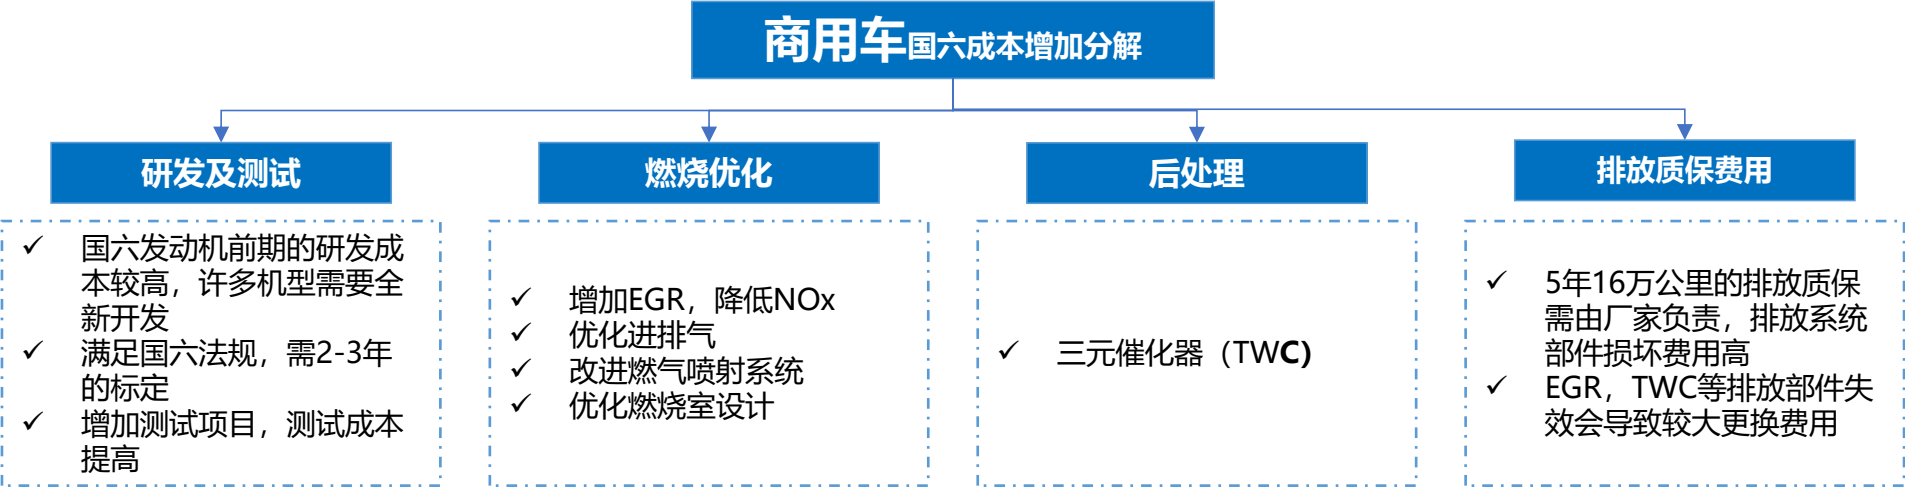 商用车国六成本增加分解
研发及测试
燃烧优化
后处理
排放质保费用
✓ 国六发动机前期的研发成
本较高，许多机型需要全
新开发
✓ 满足国六法规，需2-3年
的标定
✓ 增加测试项目，测试成本
提高
✓ 增加EGR，降低NOx
✓ 优化进排气
✓ 改进燃气喷射系统
✓ 优化燃烧室设计
✓ 三元催化器（TWC）
✓ 5年16万公里的排放质保
需由厂家负责，排放系统
部件损坏费用高
✓ EGR，TWC等排放部件失
效会导致较大更换费用